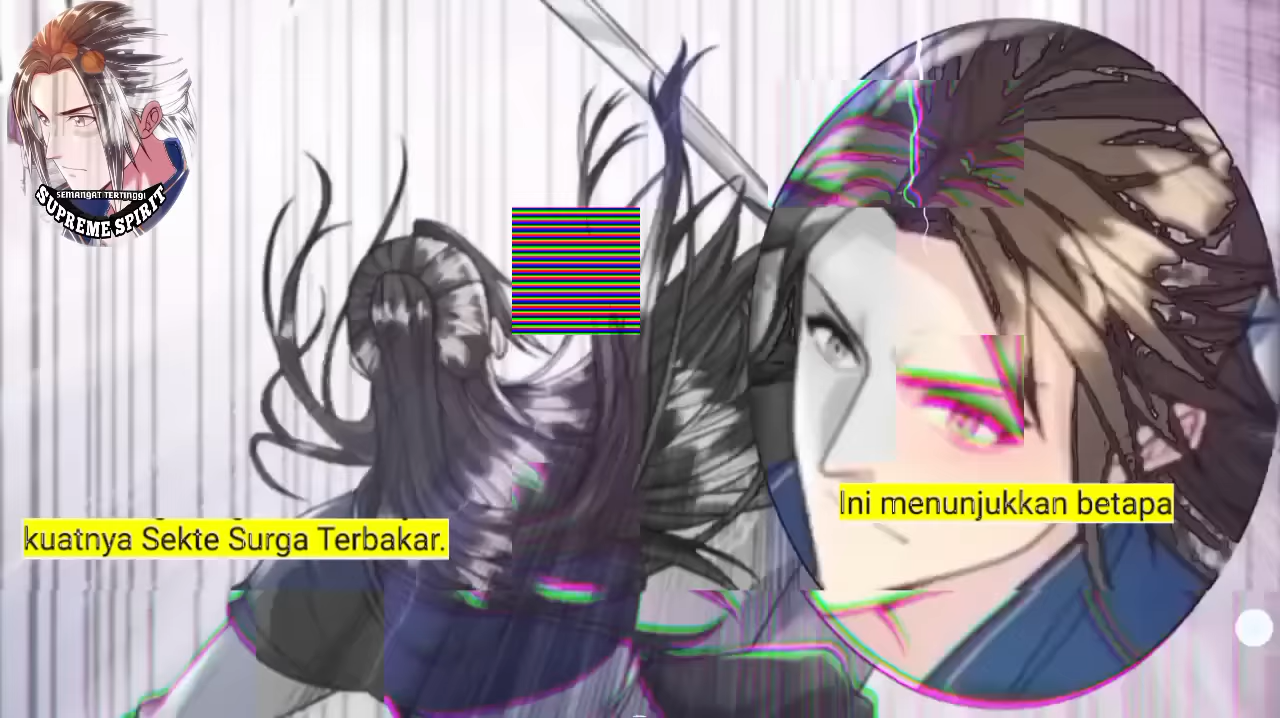 SEMANGAT TERTINGGI
SUPREME SPIRIT
Ini menunjukkan betapa
kuatnya Sekte Surga Terbakar.